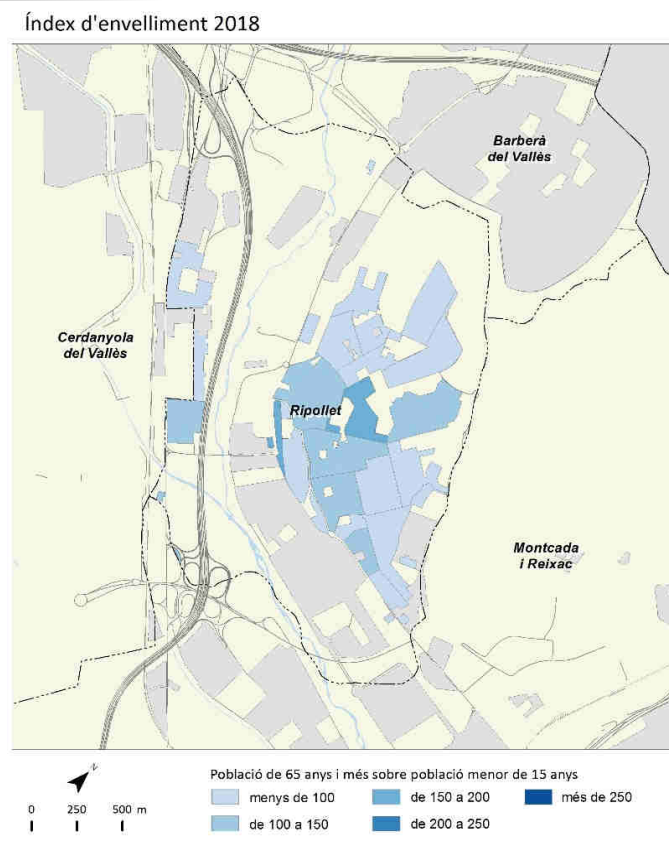 Índex d'envelliment 2018
Barberà
del Vallès
Cerdanyola
del Vallès
Ripollet
Montcada
i Reixac
N
0 250 500 m
Població de 65 anys i més sobre població menor de 15 anys
menys de 100
de 150 a 200
més de 250
de 100 a 150
de 200 a 250